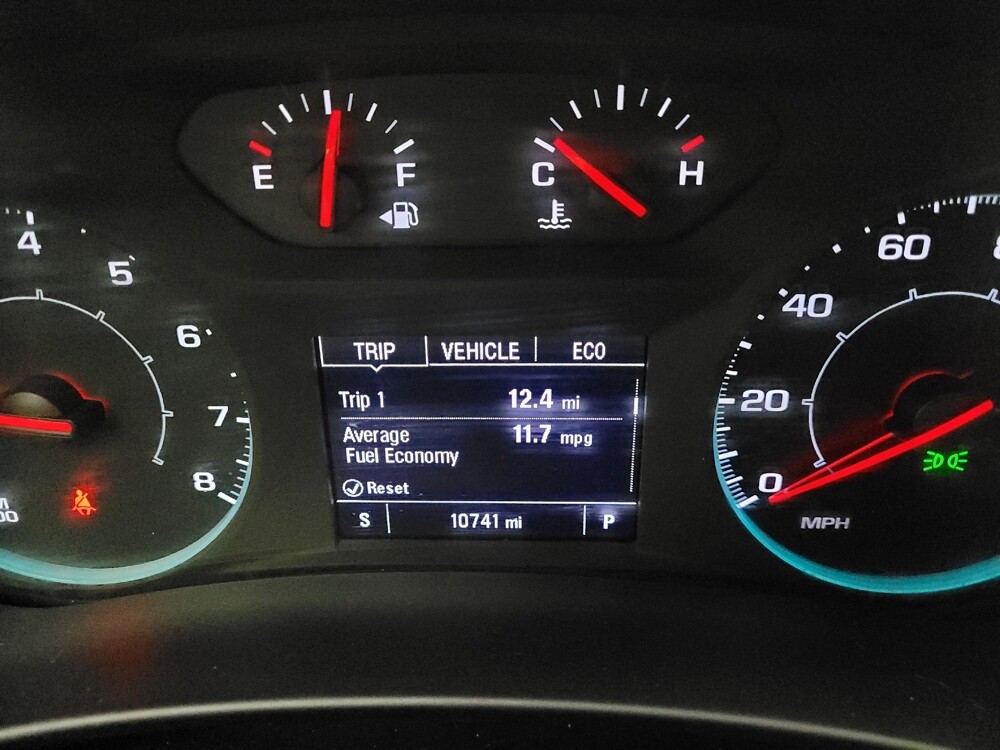 E F
C H
4
5
6
7
8
60
40
20
0
MPH
TRIP VEHICLE ECO
Trip 1 12.4 mi
Average 11.7 mpg
Fuel Economy
Reset
S 10741 mi P